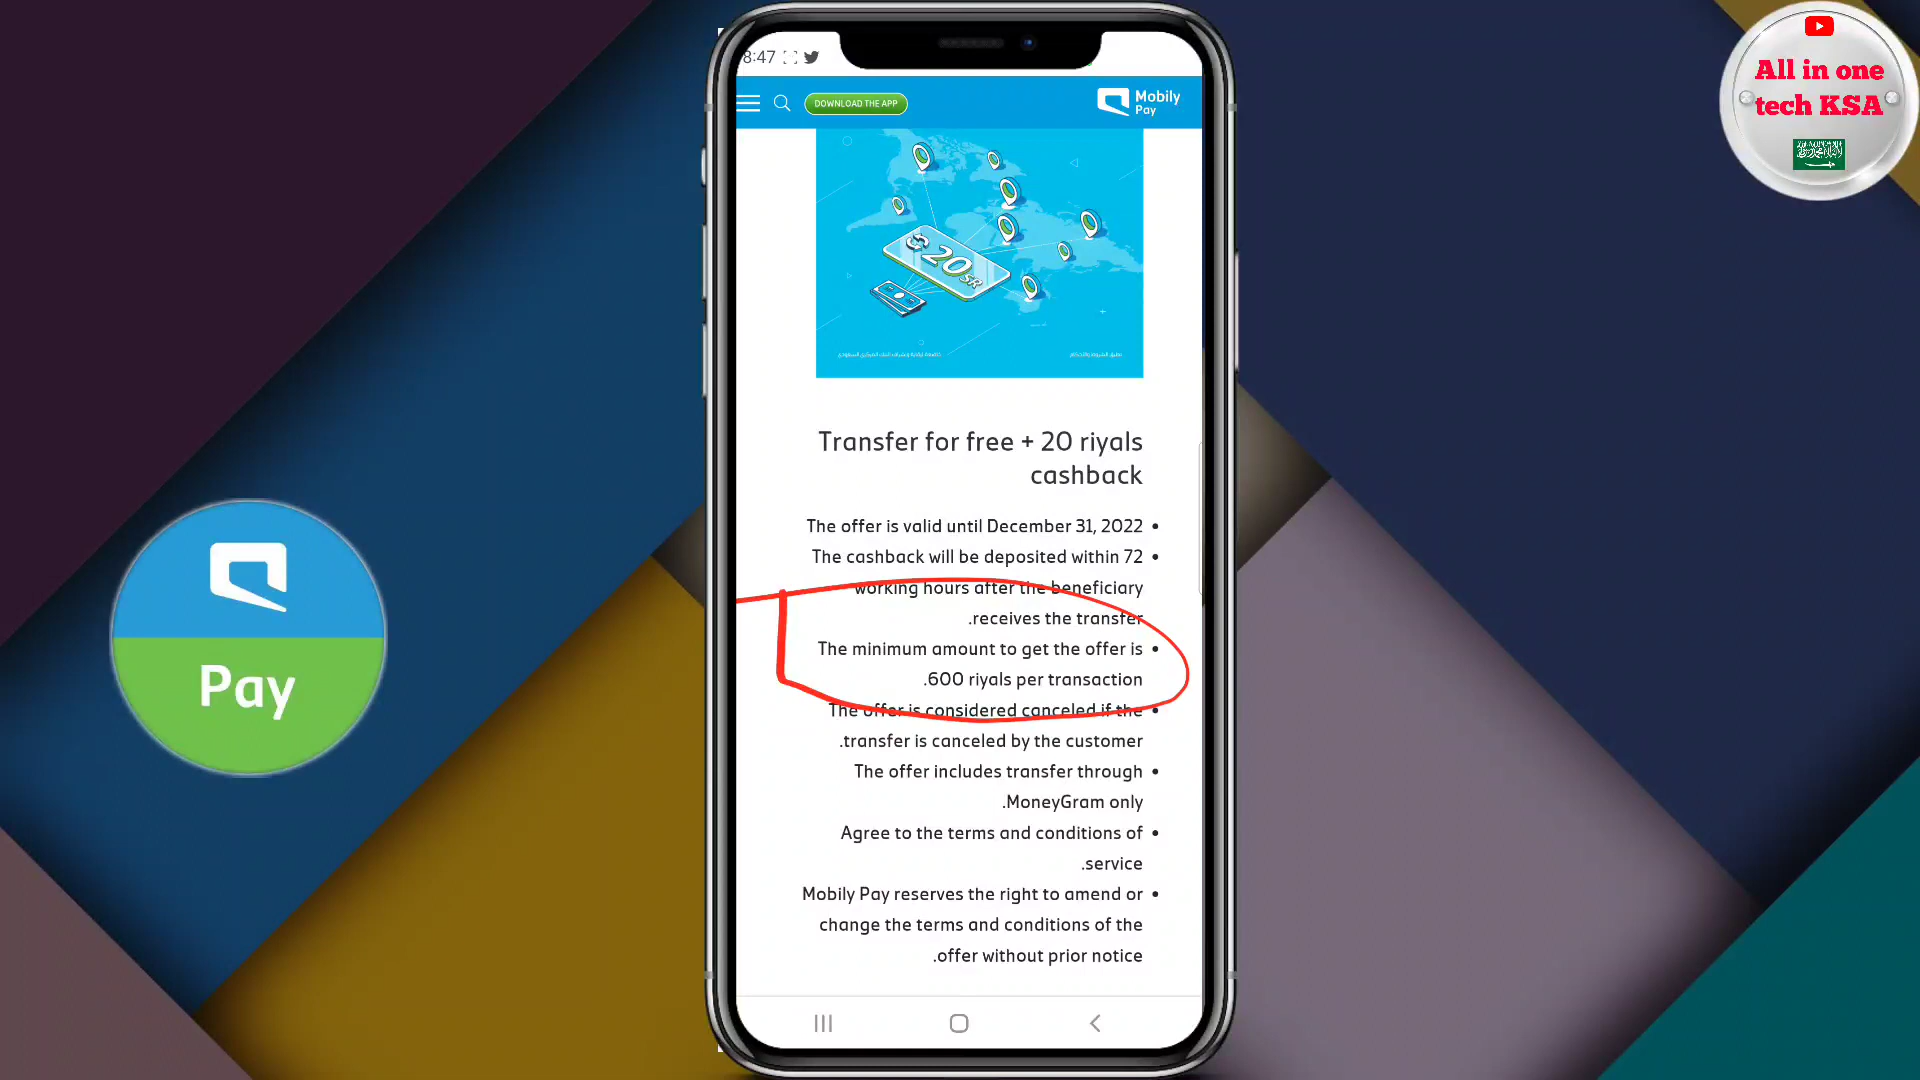 8:47
DOWNLOAD THE APP
Mobily
Pay
20 SR
Transfer for free + 20 riyals
cashback
The offer is valid until December 31, 2022
The cashback will be deposited within 72
working hours after the beneficiary
.receives the transfer
The minimum amount to get the offer is
.600 riyals per transaction
The offer is considered canceled if the
.transfer is canceled by the customer
The offer includes transfer through
.MoneyGram only
Agree to the terms and conditions of
.service
Mobily Pay reserves the right to amend or
change the terms and conditions of the
.offer without prior notice
Pay
All in one
tech KSA